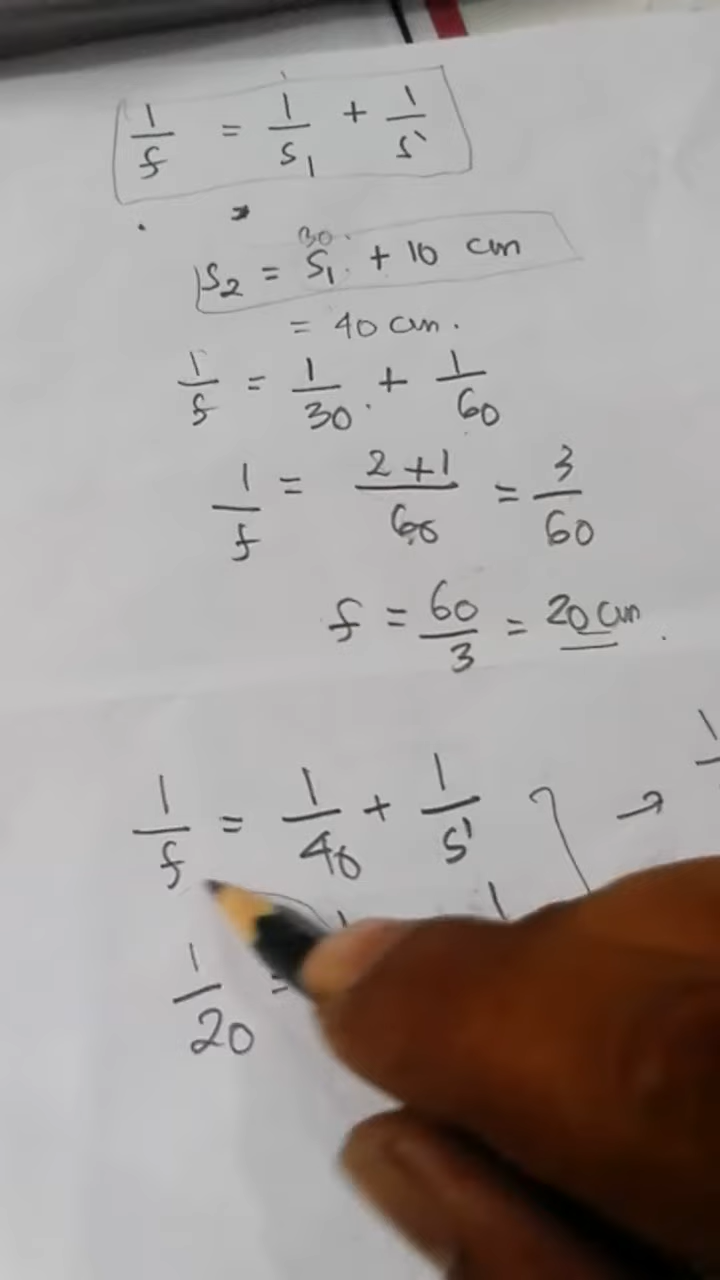 1/f = 1/s₁ + 1/s'
30.
s₂ = s₁ + 10 cm
= 40 cm.
1/f = 1/30 + 1/60
1/f = 2+1/60 = 3/60
f = 60/3 = 20 cm.
1/f = 1/40 + 1/s' →
1/20 =